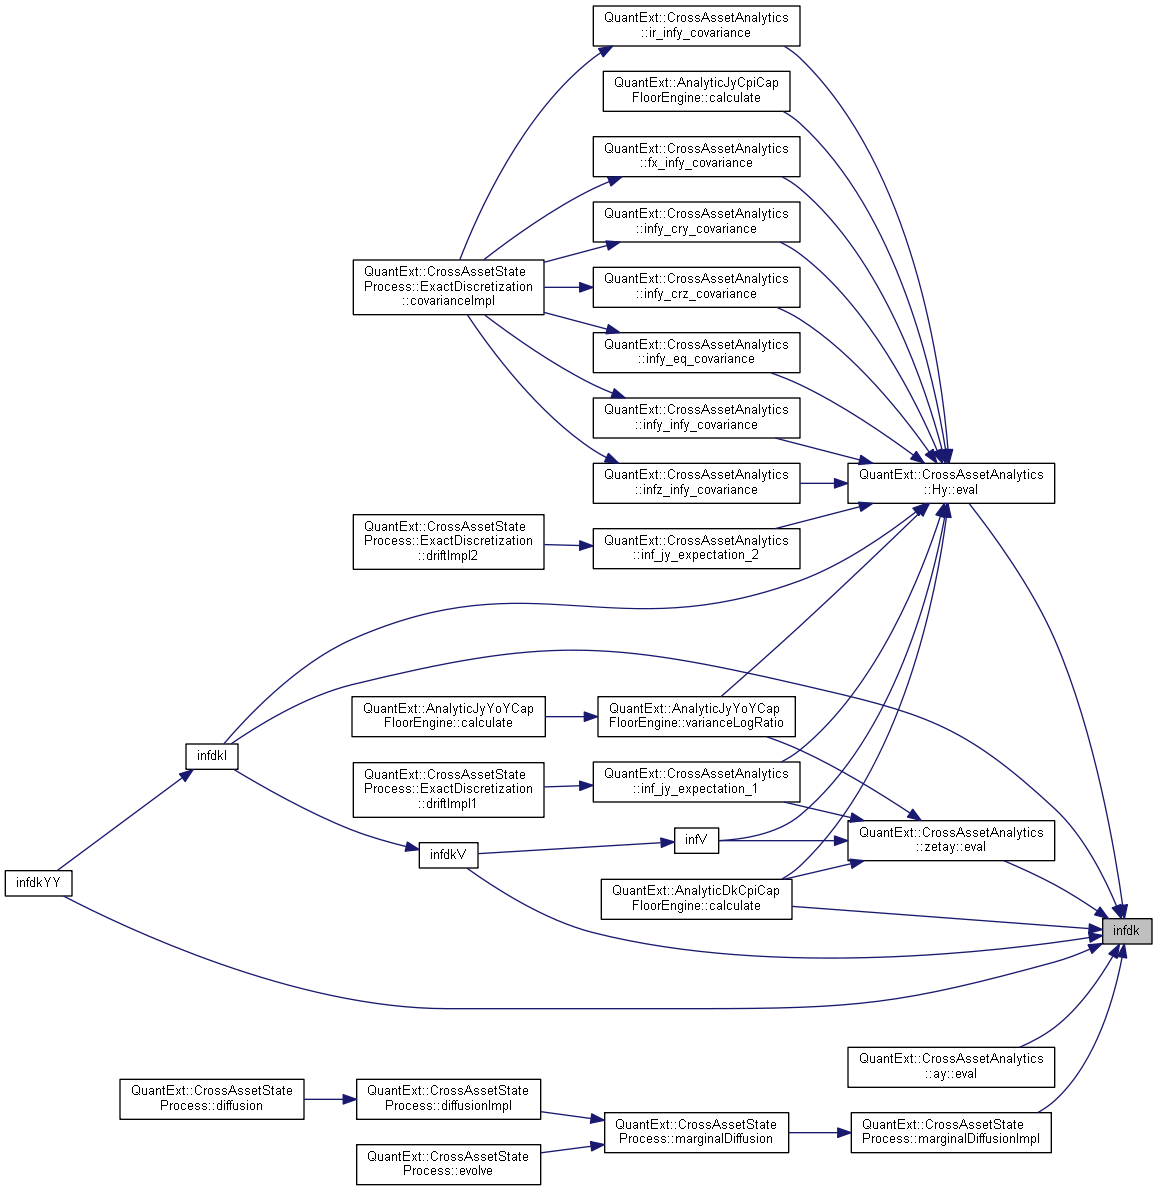 QuantExt::CrossAssetAnalytics
::ir_infy_covariance
QuantExt::AnalyticJyCpiCap
FloorEngine::calculate
QuantExt::CrossAssetAnalytics
::fx_infy_covariance
QuantExt::CrossAssetAnalytics
::infy_cry_covariance
QuantExt::CrossAssetState
Process::ExactDiscretization
::covarianceImpl
QuantExt::CrossAssetAnalytics
::infy_crz_covariance
QuantExt::CrossAssetAnalytics
::infy_eq_covariance
QuantExt::CrossAssetAnalytics
::infy_infy_covariance
QuantExt::CrossAssetAnalytics
::infz_infy_covariance
QuantExt::CrossAssetAnalytics
::Hy::eval
QuantExt::CrossAssetState
Process::ExactDiscretization
::driftImpl2
QuantExt::CrossAssetAnalytics
::inf_jy_expectation_2
QuantExt::AnalyticJyYoYCap
FloorEngine::calculate
QuantExt::AnalyticJyYoYCap
FloorEngine::varianceLogRatio
infdkI
QuantExt::CrossAssetState
Process::ExactDiscretization
::driftImpl1
QuantExt::CrossAssetAnalytics
::inf_jy_expectation_1
infV
QuantExt::CrossAssetAnalytics
::zetay::eval
infdkV
infdkYY
QuantExt::AnalyticDkCpiCap
FloorEngine::calculate
infdk
QuantExt::CrossAssetAnalytics
::ay::eval
QuantExt::CrossAssetState
Process::diffusion
QuantExt::CrossAssetState
Process::diffusionImpl
QuantExt::CrossAssetState
Process::marginalDiffusion
QuantExt::CrossAssetState
Process::marginalDiffusionImpl
QuantExt::CrossAssetState
Process::evolve